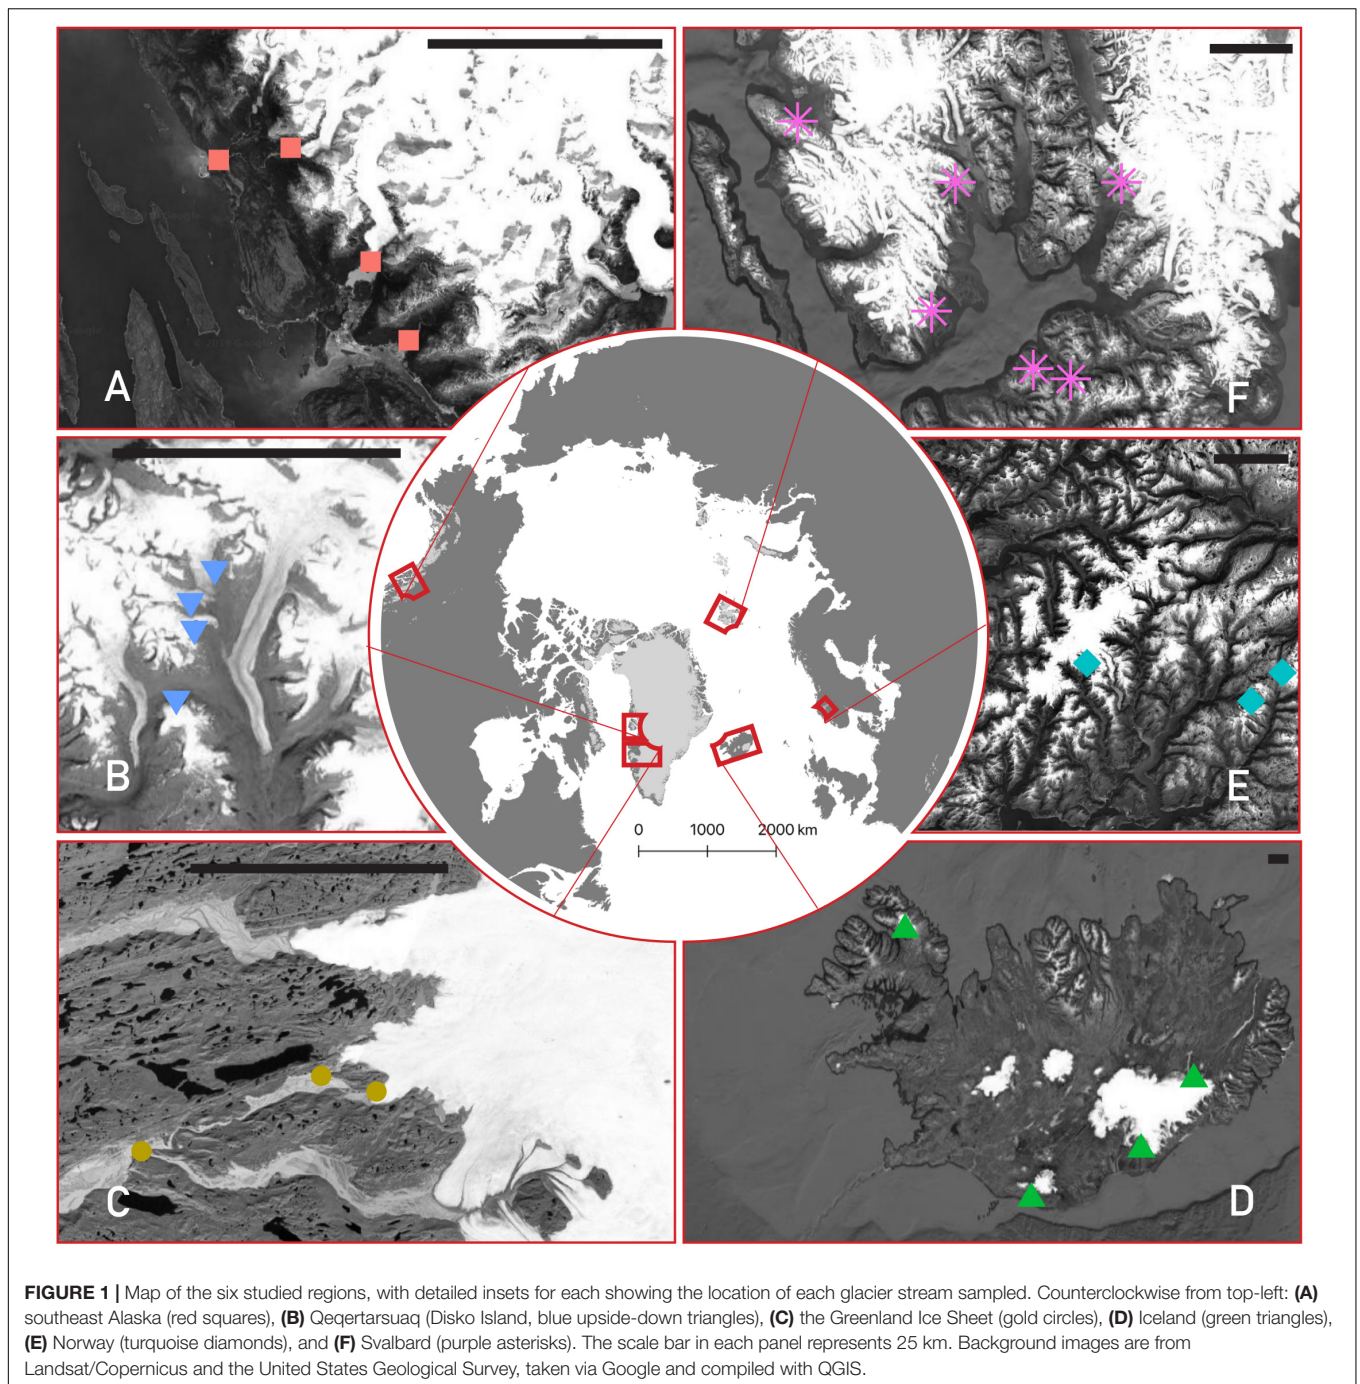 A
F
B
E
0 1000 2000 km
C
D
FIGURE 1 | Map of the six studied regions, with detailed insets for each showing the location of each glacier stream sampled. Counterclockwise from top-left: (A)
southeast Alaska (red squares), (B) Qeqertarsuaq (Disko Island, blue upside-down triangles), (C) the Greenland Ice Sheet (gold circles), (D) Iceland (green triangles),
(E) Norway (turquoise diamonds), and (F) Svalbard (purple asterisks). The scale bar in each panel represents 25 km. Background images are from
Landsat/Copernicus and the United States Geological Survey, taken via Google and compiled with QGIS.